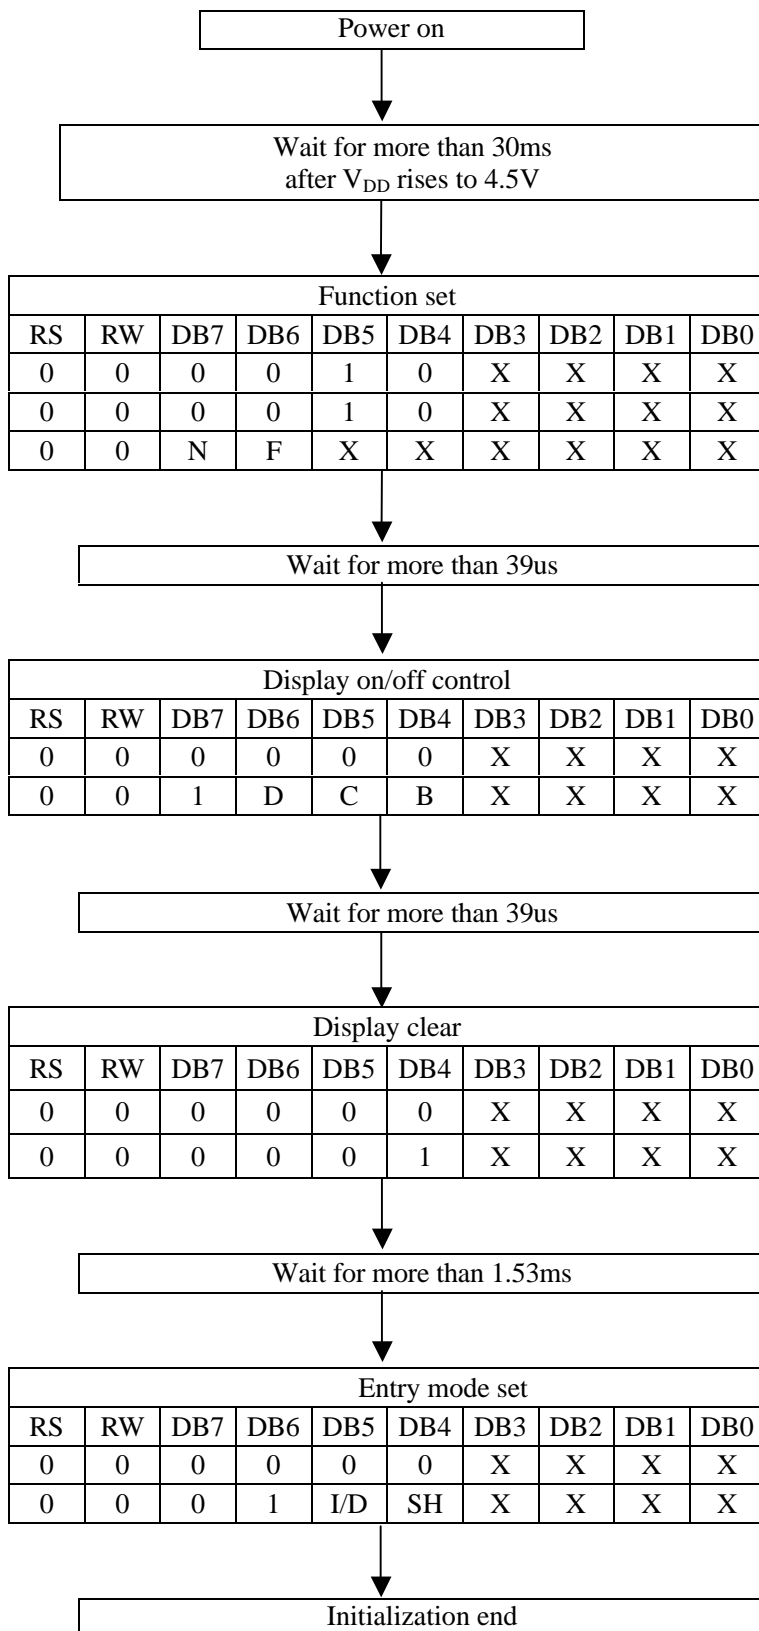 Power on
Wait for more than 30ms
after VDD rises to 4.5V
Function set
RS RW DB7 DB6 DB5 DB4 DB3 DB2 DB1 DB0
0 0 0 0 1 0 X X X X
0 0 0 0 1 0 X X X X
0 0 N F X X X X X X
Wait for more than 39us
Display on/off control
RS RW DB7 DB6 DB5 DB4 DB3 DB2 DB1 DB0
0 0 0 0 0 0 X X X X
0 0 1 D C B X X X X
Wait for more than 39us
Display clear
RS RW DB7 DB6 DB5 DB4 DB3 DB2 DB1 DB0
0 0 0 0 0 0 X X X X
0 0 0 0 0 1 X X X X
Wait for more than 1.53ms
Entry mode set
RS RW DB7 DB6 DB5 DB4 DB3 DB2 DB1 DB0
0 0 0 0 0 0 X X X X
0 0 0 1 I/D SH X X X X
Initialization end